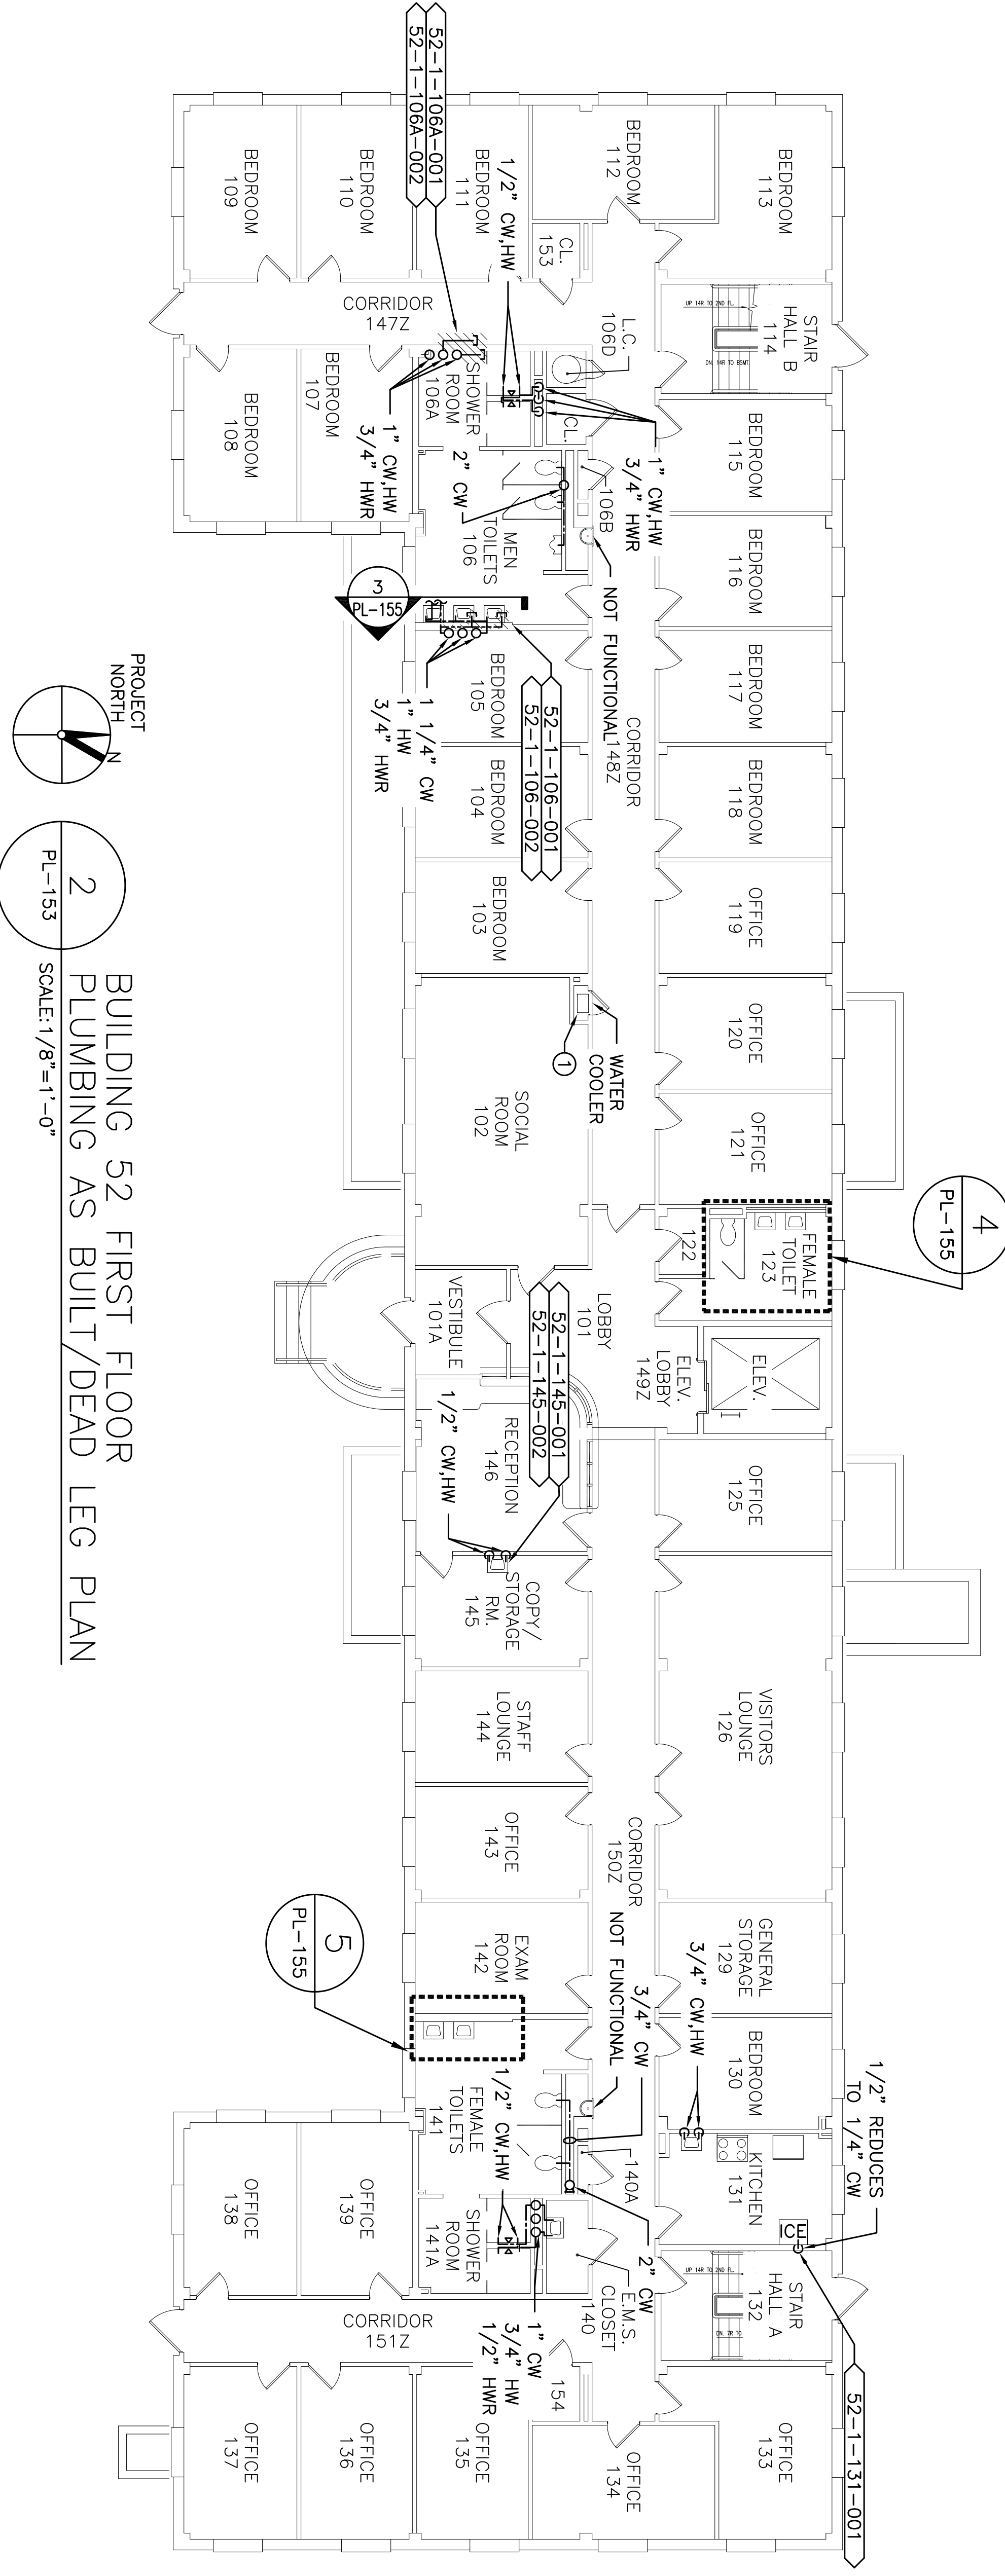 BEDROOM
113
BEDROOM
112
BEDROOM
111
BEDROOM
110
BEDROOM
109
52-1-106A-001
52-1-106A-002
1/2" CW,HW
CL.
153
CORRIDOR
147Z
L.C.
106D
STAIR
HALL B
114
UP 14R TO 2ND FL.
DN. 14R TO BSMT.
BEDROOM
107
BEDROOM
108
SHOWER
ROOM
106A
CL.
1" CW,HW
3/4" HWR
1" CW,HW
3/4" HWR
2" CW
106B
MEN
TOILETS
106
NOT FUNCTIONAL
BEDROOM
115
BEDROOM
116
BEDROOM
117
BEDROOM
118
OFFICE
119
OFFICE
120
OFFICE
121
CORRIDOR
148Z
3
PL-155
1 1/4" CW
1" HW
3/4" HWR
BEDROOM
105
52-1-106-001
52-1-106-002
BEDROOM
104
BEDROOM
103
WATER
COOLER
1
SOCIAL
ROOM
102
4
PL-155
122
FEMALE
TOILET
123
VESTIBULE
101A
LOBBY
101
ELEV.
LOBBY
149Z
ELEV.
52-1-145-001
52-1-145-002
1/2" CW,HW
RECEPTION
146
OFFICE
125
COPY/
STORAGE
RM.
145
VISITORS
LOUNGE
126
STAFF
LOUNGE
144
OFFICE
143
CORRIDOR
150Z
EXAM
ROOM
142
5
PL-155
NOT FUNCTIONAL
3/4" CW
GENERAL
STORAGE
129
3/4" CW,HW
BEDROOM
130
1/2" REDUCES
TO 1/4" CW
KITCHEN
131
ICE
FEMALE
TOILETS
141
1/2" CW,HW
140A
2" CW
SHOWER
ROOM
141A
E.M.S.
CLOSET
140
1" CW
3/4" HW
1/2" HWR
STAIR
HALL A
132
UP 14R TO 2ND FL.
DN. 7R TO
52-1-131-001
OFFICE
139
OFFICE
138
CORRIDOR
151Z
154
OFFICE
133
OFFICE
134
OFFICE
135
OFFICE
136
OFFICE
137
PROJECT
NORTH
N
2
PL-153
BUILDING 52 FIRST FLOOR
PLUMBING AS BUILT/DEAD LEG PLAN
SCALE:1/8"=1'-0"